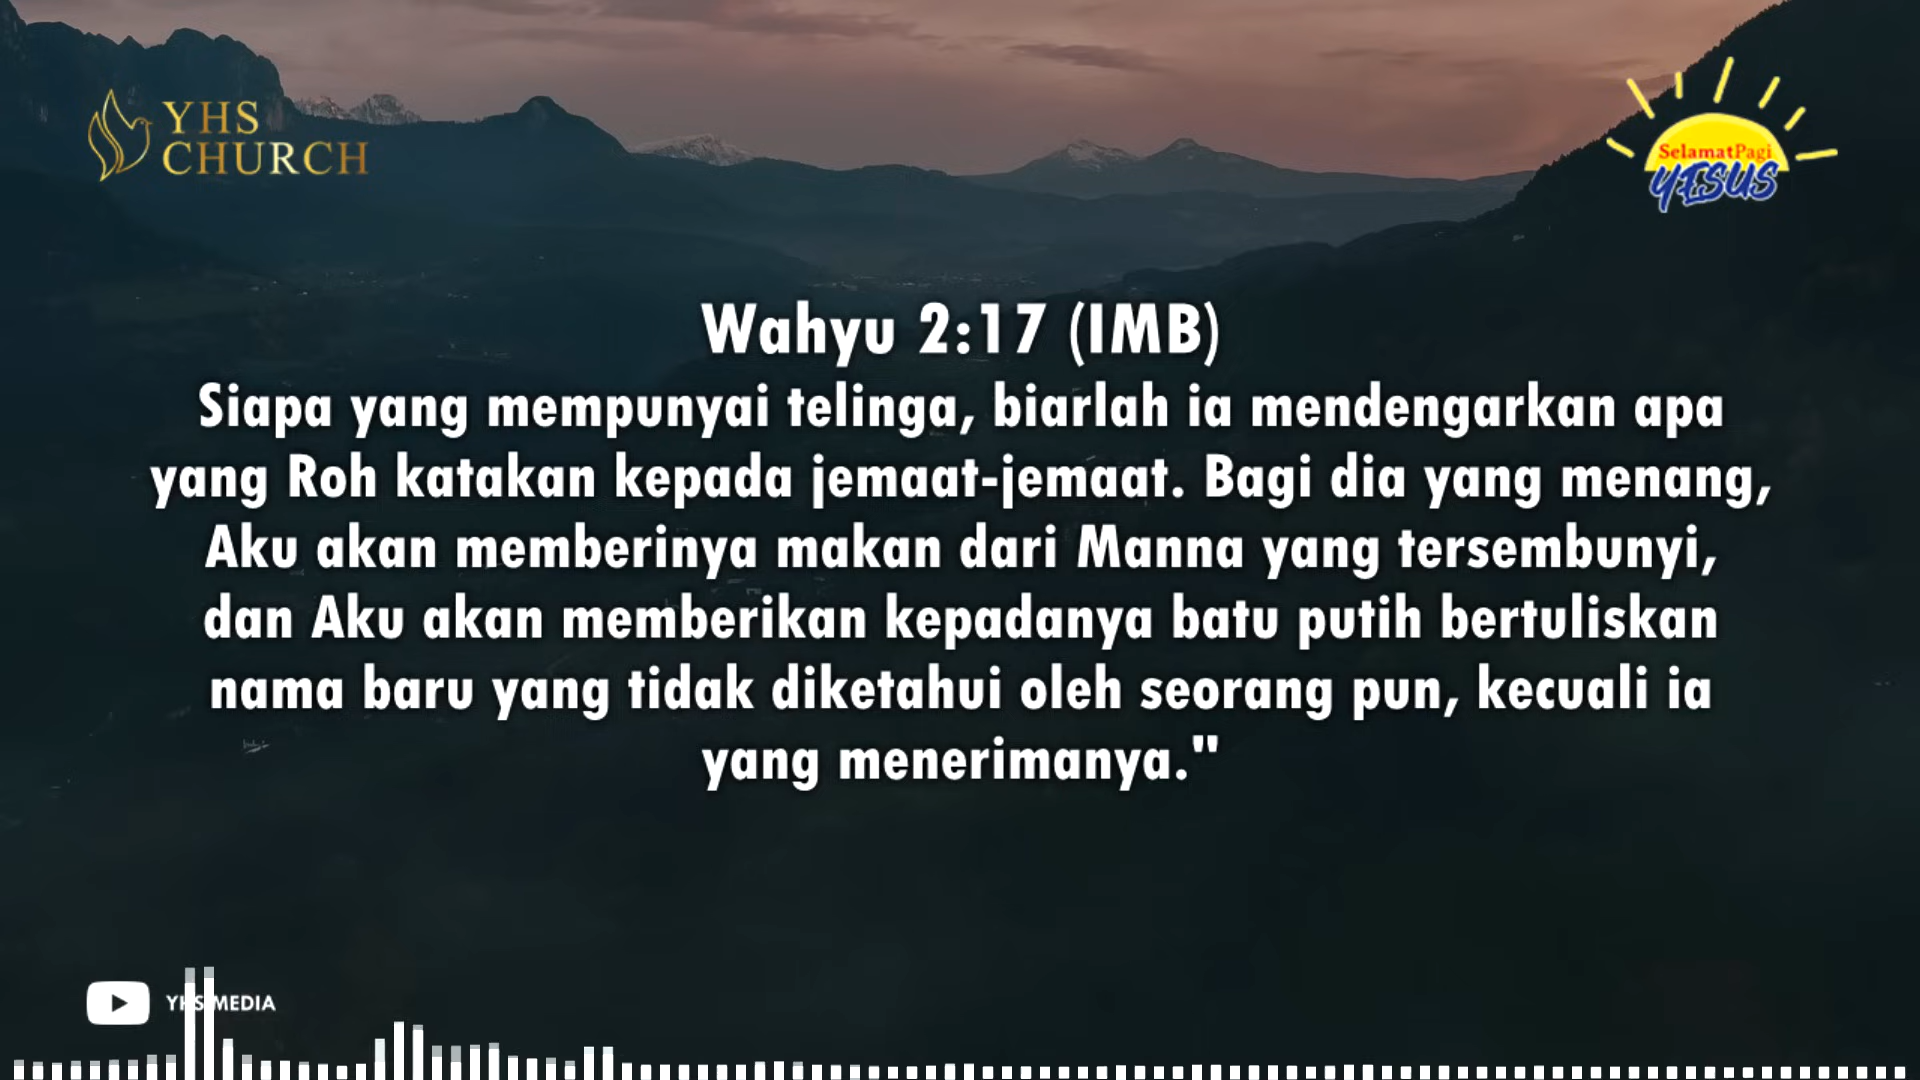 YHS
CHURCH
SelamatPagi
YESUS
Wahyu 2:17 (IMB)
Siapa yang mempunyai telinga, biarlah ia mendengarkan apa
yang Roh katakan kepada jemaat-jemaat. Bagi dia yang menang,
Aku akan memberinya makan dari Manna yang tersembunyi,
dan Aku akan memberikan kepadanya batu putih bertuliskan
nama baru yang tidak diketahui oleh seorang pun, kecuali ia
yang menerimanya."
YHS MEDIA